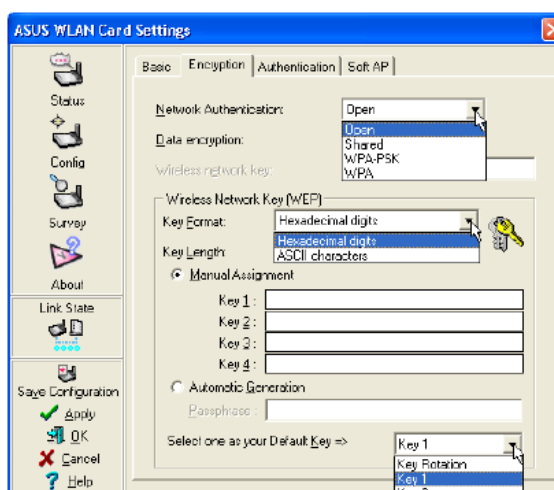 ASUS WLAN Card Settings
Status
Config
Survey
About
Link State
Save Configuration
Apply
OK
Cancel
Help
Basic Encryption Authentication Soft AP
Network Authentication: Open
Open
Shared
WPA-PSK
WPA
Data encryption:
Wireless network key:
Wireless Network Key (WEP)
Key Format: Hexadecimal digits
Hexadecimal digits
ASCII characters
Key Length:
Manual Assignment
Key 1 :
Key 2 :
Key 3 :
Key 4 :
Automatic Generation
Passphrase :
Select one as your Default Key => Key 1
Key Rotation
Key 1